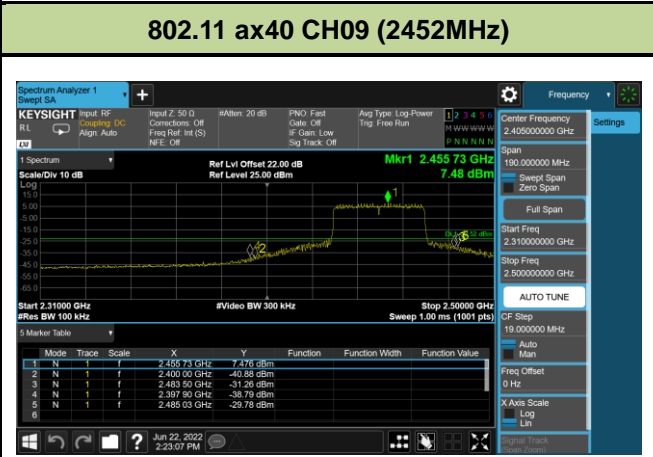 802.11 ax40 CH09 (2452MHz)
Spectrum Analyzer 1
Swept SA
Frequency
KEYSIGHT
RL
Input: RF
Coupling: DC
Align: Auto
Input Z: 50 Ω
Corrections: Off
Freq Ref: Int (S)
NFE: Off
#Atten: 20 dB
PNO: Fast
Gate: Off
IF Gain: Low
Sig Track: Off
Avg Type: Log-Power
Trig: Free Run
1 2 3 4 5 6
M W W W W W
P N N N N N
Center Frequency
2.405000000 GHz
Settings
Span
190.000000 MHz
Swept Span
Zero Span
Full Span
Start Freq
2.310000000 GHz
Stop Freq
2.500000000 GHz
AUTO TUNE
CF Step
19.000000 MHz
Auto
Man
Freq Offset
0 Hz
X Axis Scale
Log
Lin
Signal Track
(Span Zoom)
1 Spectrum
Scale/Div 10 dB
Ref Lvl Offset 22.00 dB
Ref Level 25.00 dBm
Mkr1 2.455 73 GHz
7.48 dBm
Log
15.0
5.00
-5.00
-15.0
-25.0
-35.0
-45.0
-55.0
-65.0
1
2
Start 2.31000 GHz
#Video BW 300 kHz
Stop 2.50000 GHz
#Res BW 100 kHz
Sweep 1.00 ms (1001 pts)
5 Marker Table
Mode Trace Scale X Y Function Function Width Function Value
1 N 1 f 2.455 73 GHz 7.476 dBm
2 N 1 f 2.400 00 GHz -40.88 dBm
3 N 1 f 2.483 50 GHz -31.26 dBm
4 N 1 f 2.397 90 GHz -38.79 dBm
5 N 1 f 2.485 03 GHz -29.78 dBm
6
Jun 22, 2022
2:23:07 PM